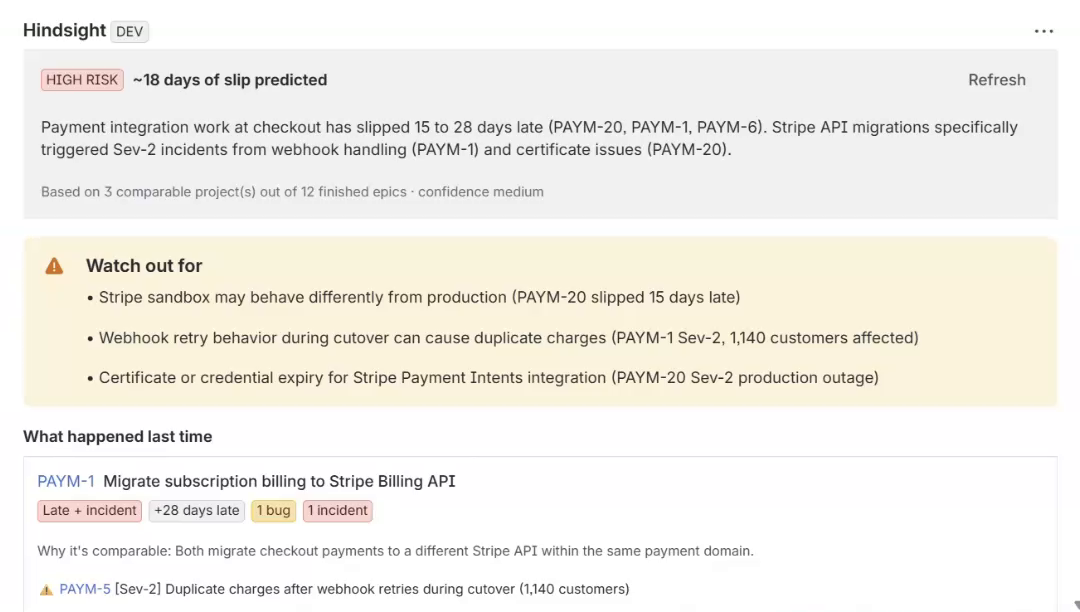 Hindsight DEV
HIGH RISK ~18 days of slip predicted Refresh
Payment integration work at checkout has slipped 15 to 28 days late (PAYM-20, PAYM-1, PAYM-6). Stripe API migrations specifically
triggered Sev-2 incidents from webhook handling (PAYM-1) and certificate issues (PAYM-20).
Based on 3 comparable project(s) out of 12 finished epics · confidence medium
Watch out for
• Stripe sandbox may behave differently from production (PAYM-20 slipped 15 days late)
• Webhook retry behavior during cutover can cause duplicate charges (PAYM-1 Sev-2, 1,140 customers affected)
• Certificate or credential expiry for Stripe Payment Intents integration (PAYM-20 Sev-2 production outage)
What happened last time
PAYM-1 Migrate subscription billing to Stripe Billing API
Late + incident +28 days late 1 bug 1 incident
Why it's comparable: Both migrate checkout payments to a different Stripe API within the same payment domain.
PAYM-5 [Sev-2] Duplicate charges after webhook retries during cutover (1,140 customers)